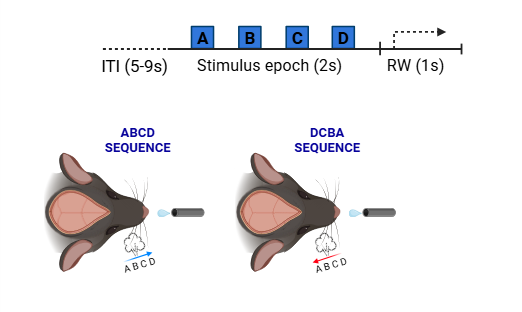 A B C D
ITI (5-9s) Stimulus epoch (2s) RW (1s)
ABCD
SEQUENCE
DCBA
SEQUENCE
A B C D
A B C D